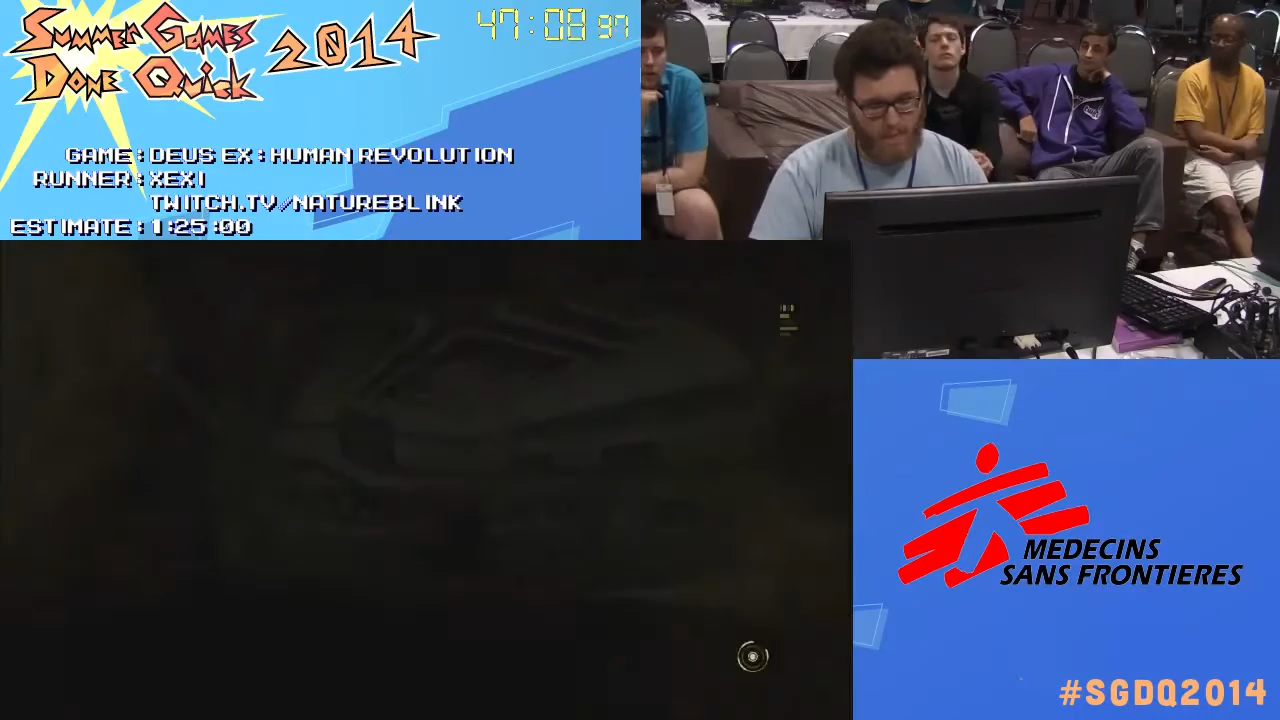 Summer Games
Done Quick
2014
47:08 97
GAME: DEUS EX: HUMAN REVOLUTION
RUNNER: XEXI
TWITCH.TV/NATUREBLINK
ESTIMATE: 1:25:00
MEDECINS
SANS FRONTIERES
#SGDQ2014